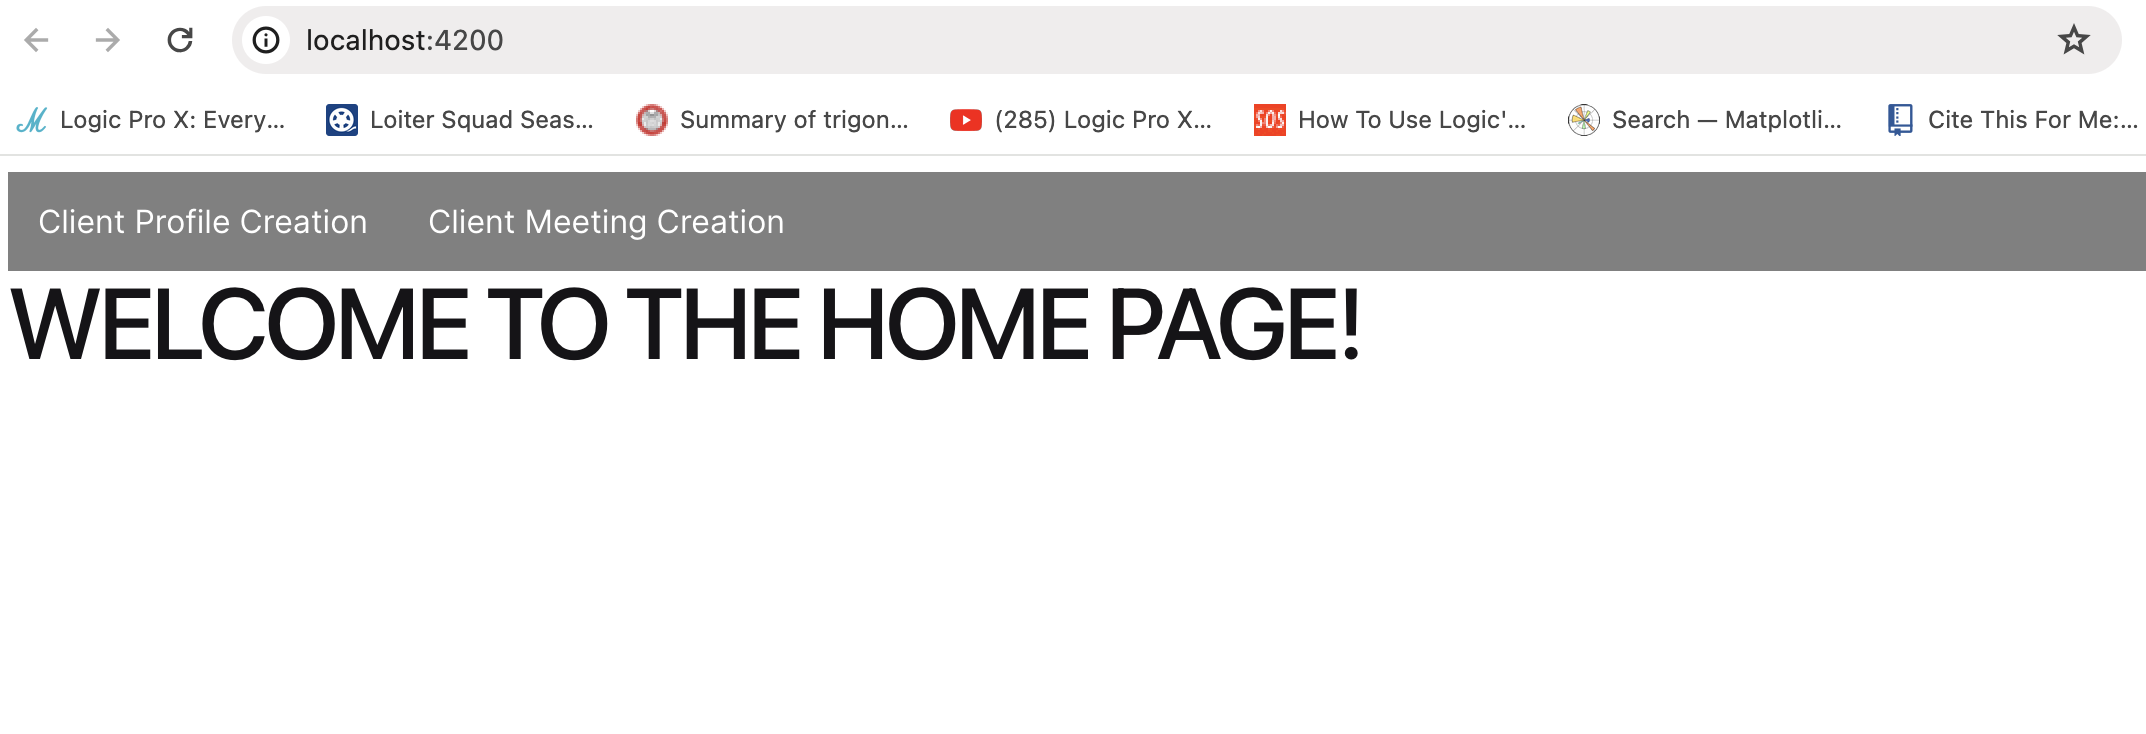 localhost:4200
Logic Pro X: Every... Loiter Squad Seas... Summary of trigon... (285) Logic Pro X... SOS How To Use Logic'... Search — Matplotli... Cite This For Me:...
Client Profile Creation Client Meeting Creation
WELCOME TO THE HOME PAGE!